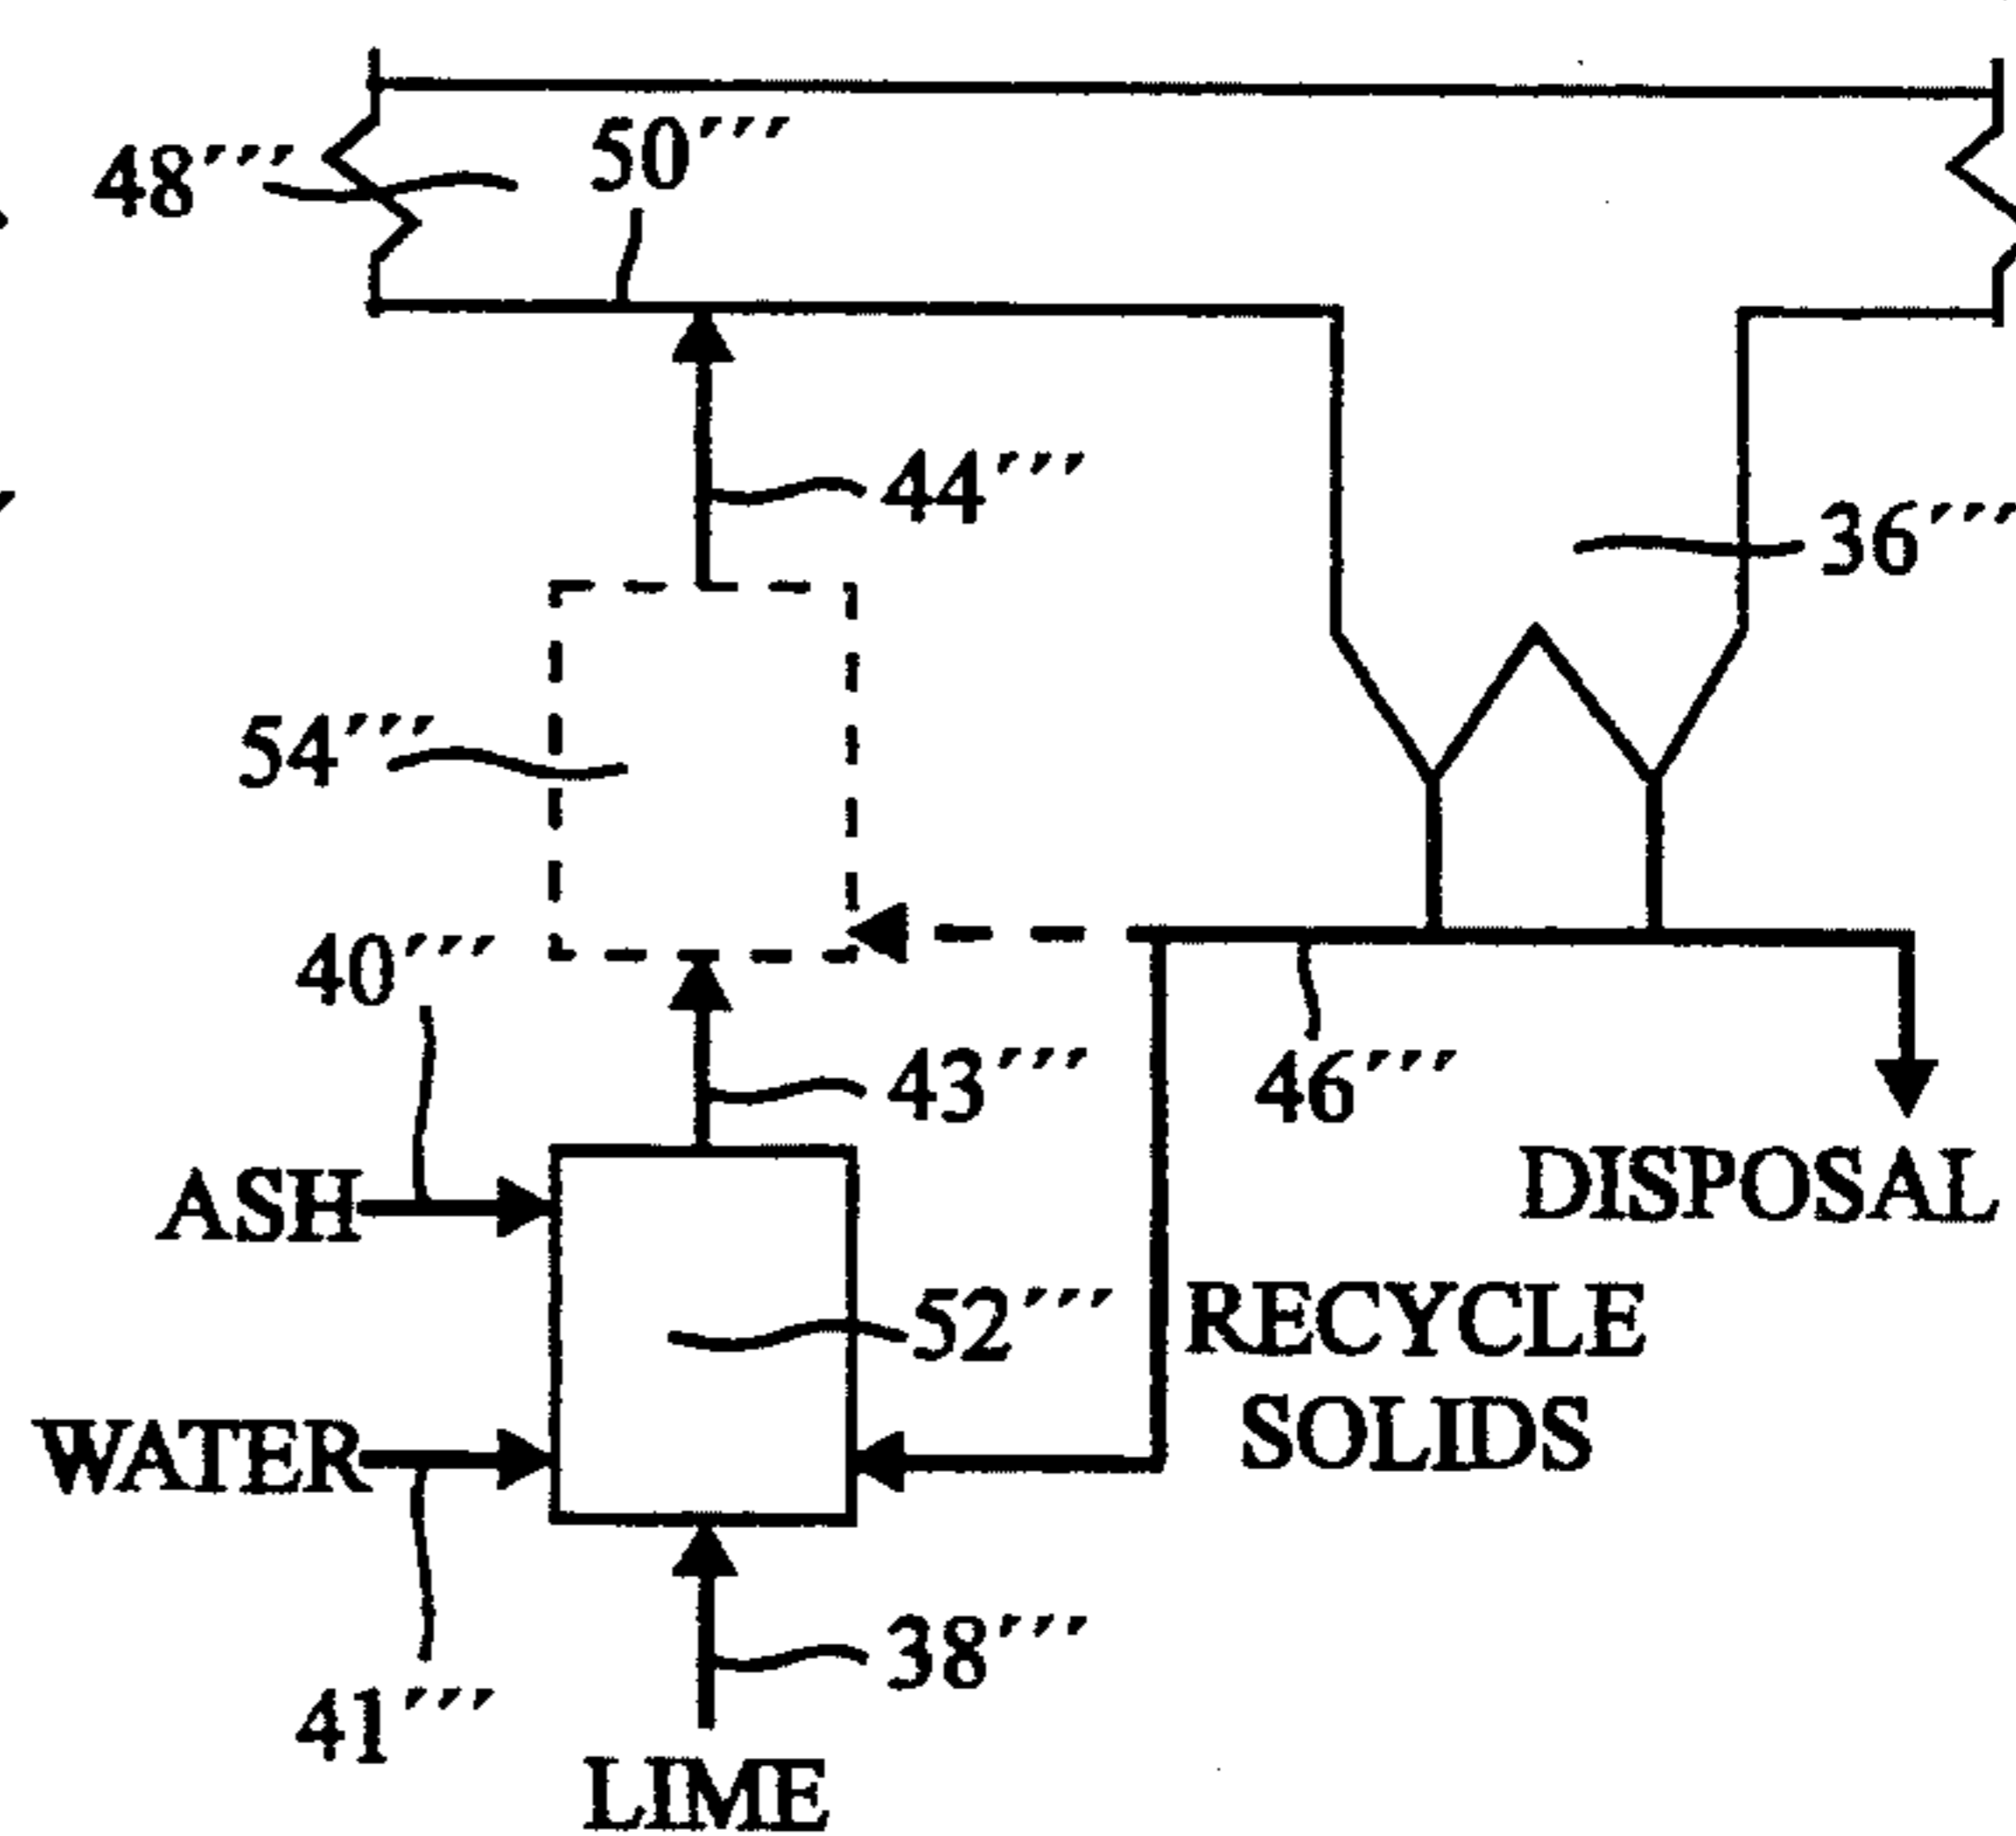 48′′′
50′′′
44′′′
36′′′
54′′′
40′′′
43′′′
46′′′
ASH
DISPOSAL
52′′′
RECYCLE
SOLIDS
WATER
38′′′
41′′′
LIME